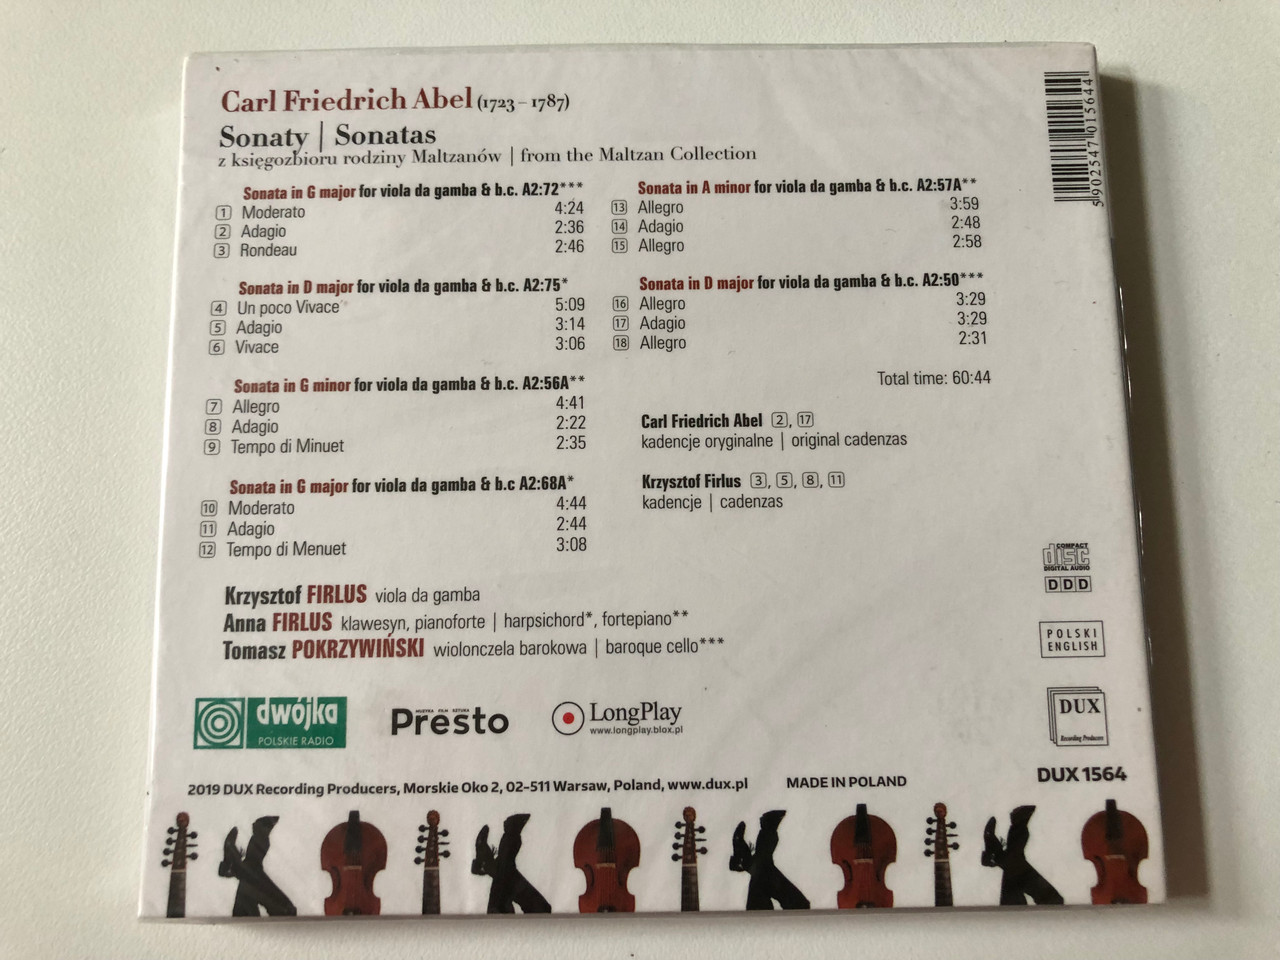 Carl Friedrich Abel (1723 – 1787)
Sonaty | Sonatas
z księgozbioru rodziny Maltzanów | from the Maltzan Collection
Sonata in G major for viola da gamba & b.c. A2:72***
1 Moderato 4:24
2 Adagio 2:36
3 Rondeau 2:46
Sonata in D major for viola da gamba & b.c. A2:75*
4 Un poco Vivace 5:09
5 Adagio 3:14
6 Vivace 3:06
Sonata in G minor for viola da gamba & b.c. A2:56A**
7 Allegro 4:41
8 Adagio 2:22
9 Tempo di Minuet 2:35
Sonata in G major for viola da gamba & b.c A2:68A*
10 Moderato 4:44
11 Adagio 2:44
12 Tempo di Menuet 3:08
Sonata in A minor for viola da gamba & b.c. A2:57A**
13 Allegro 3:59
14 Adagio 2:48
15 Allegro 2:58
Sonata in D major for viola da gamba & b.c. A2:50***
16 Allegro 3:29
17 Adagio 3:29
18 Allegro 2:31
Total time: 60:44
Carl Friedrich Abel 2, 17
kadencje oryginalne | original cadenzas
Krzysztof Firlus 3, 5, 8, 11
kadencje | cadenzas
Krzysztof FIRLUS viola da gamba
Anna FIRLUS klawesyn, pianoforte | harpsichord*, fortepiano**
Tomasz POKRZYWIŃSKI wiolonczela barokowa | baroque cello***
5902547015644
COMPACT
disc
DIGITAL AUDIO
DDD
POLSKI
ENGLISH
DUX
Recording Producers
DUX 1564
dwójka
POLSKIE RADIO
MUZYKA FILM SZTUKA
Presto
LongPlay
www.longplay.blox.pl
2019 DUX Recording Producers, Morskie Oko 2, 02-511 Warsaw, Poland, www.dux.pl MADE IN POLAND